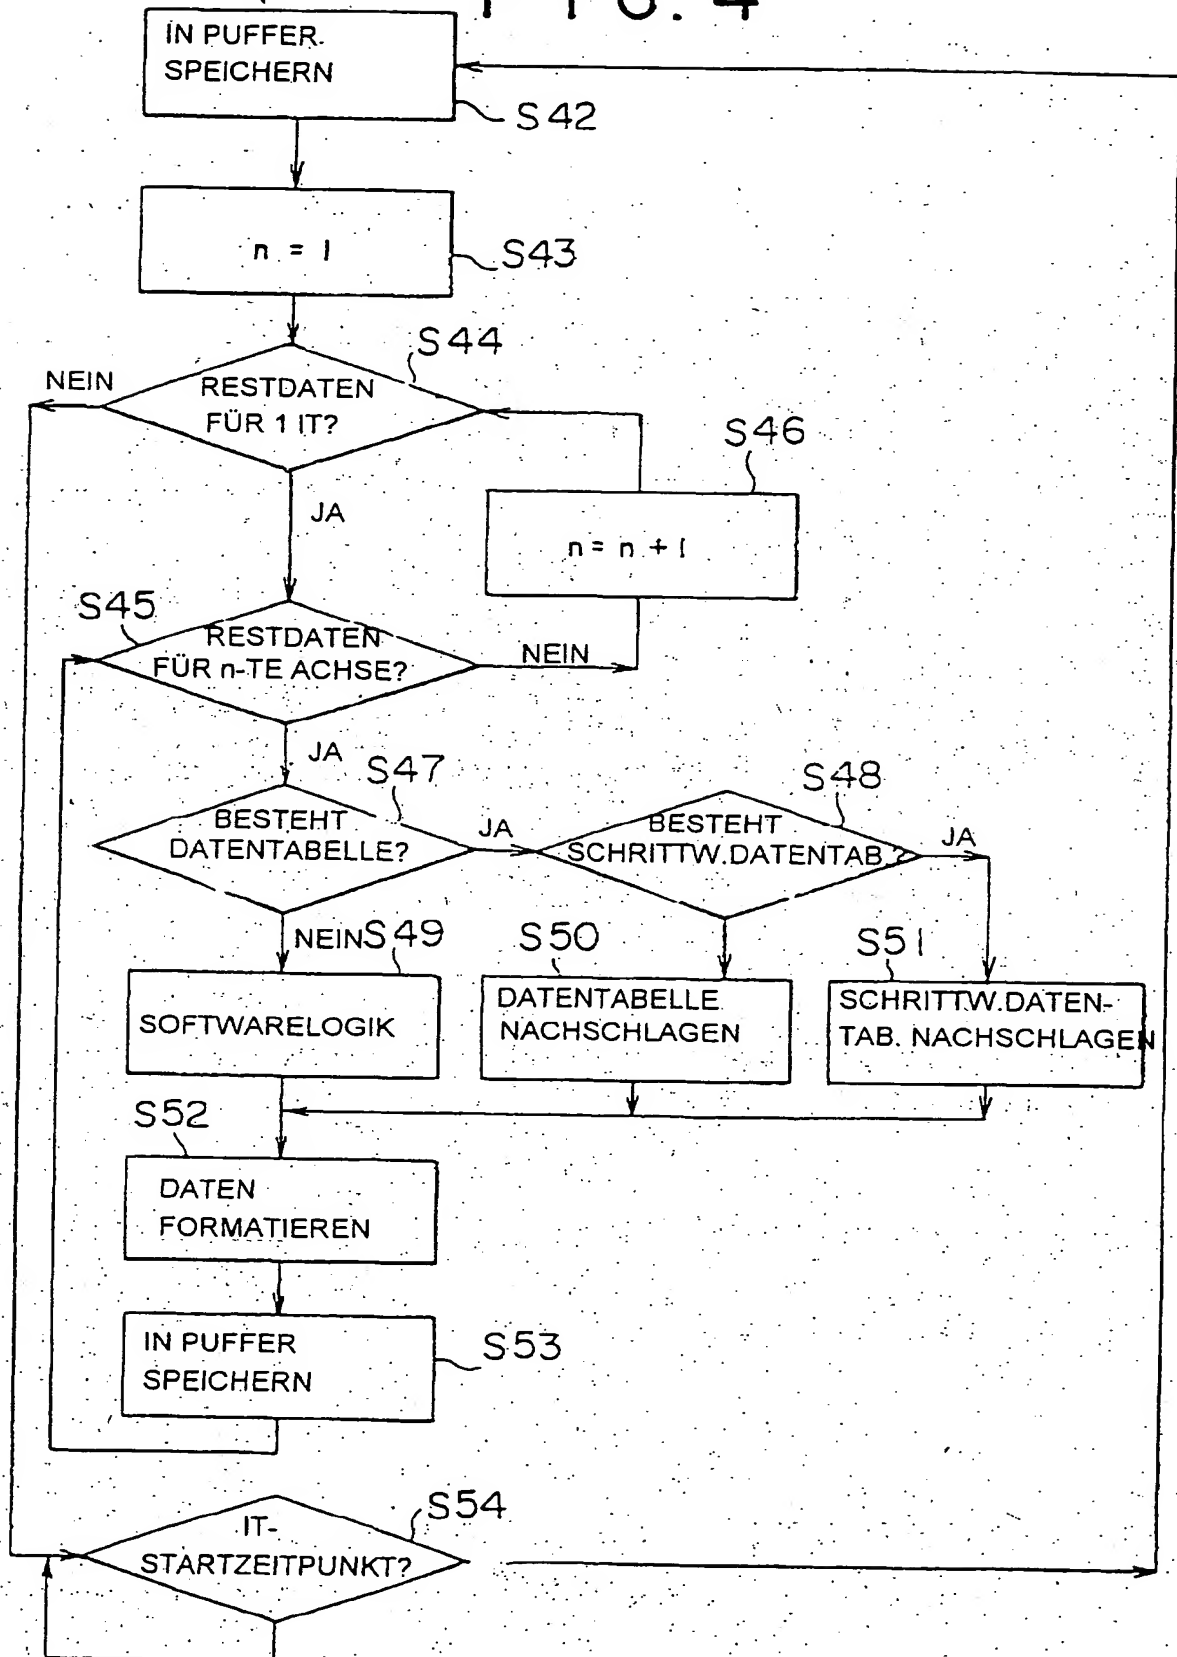 FIG. 4
IN PUFFER
SPEICHERN
S42
n = 1
S43
S44
NEIN
RESTDATEN
FÜR 1 IT?
S46
JA
n = n + 1
S45
RESTDATEN
FÜR n-TE ACHSE?
NEIN
JA
S47
S48
BESTEHT
DATENTABELLE?
JA
BESTEHT
SCHRITTW.DATENTAB.?
JA
NEIN
S49
S50
S51
SOFTWARELOGIK
DATENTABELLE
NACHSCHLAGEN
SCHRITTW.DATEN-
TAB. NACHSCHLAGEN
S52
DATEN
FORMATIEREN
IN PUFFER
SPEICHERN
S53
S54
IT-
STARTZEITPUNKT?